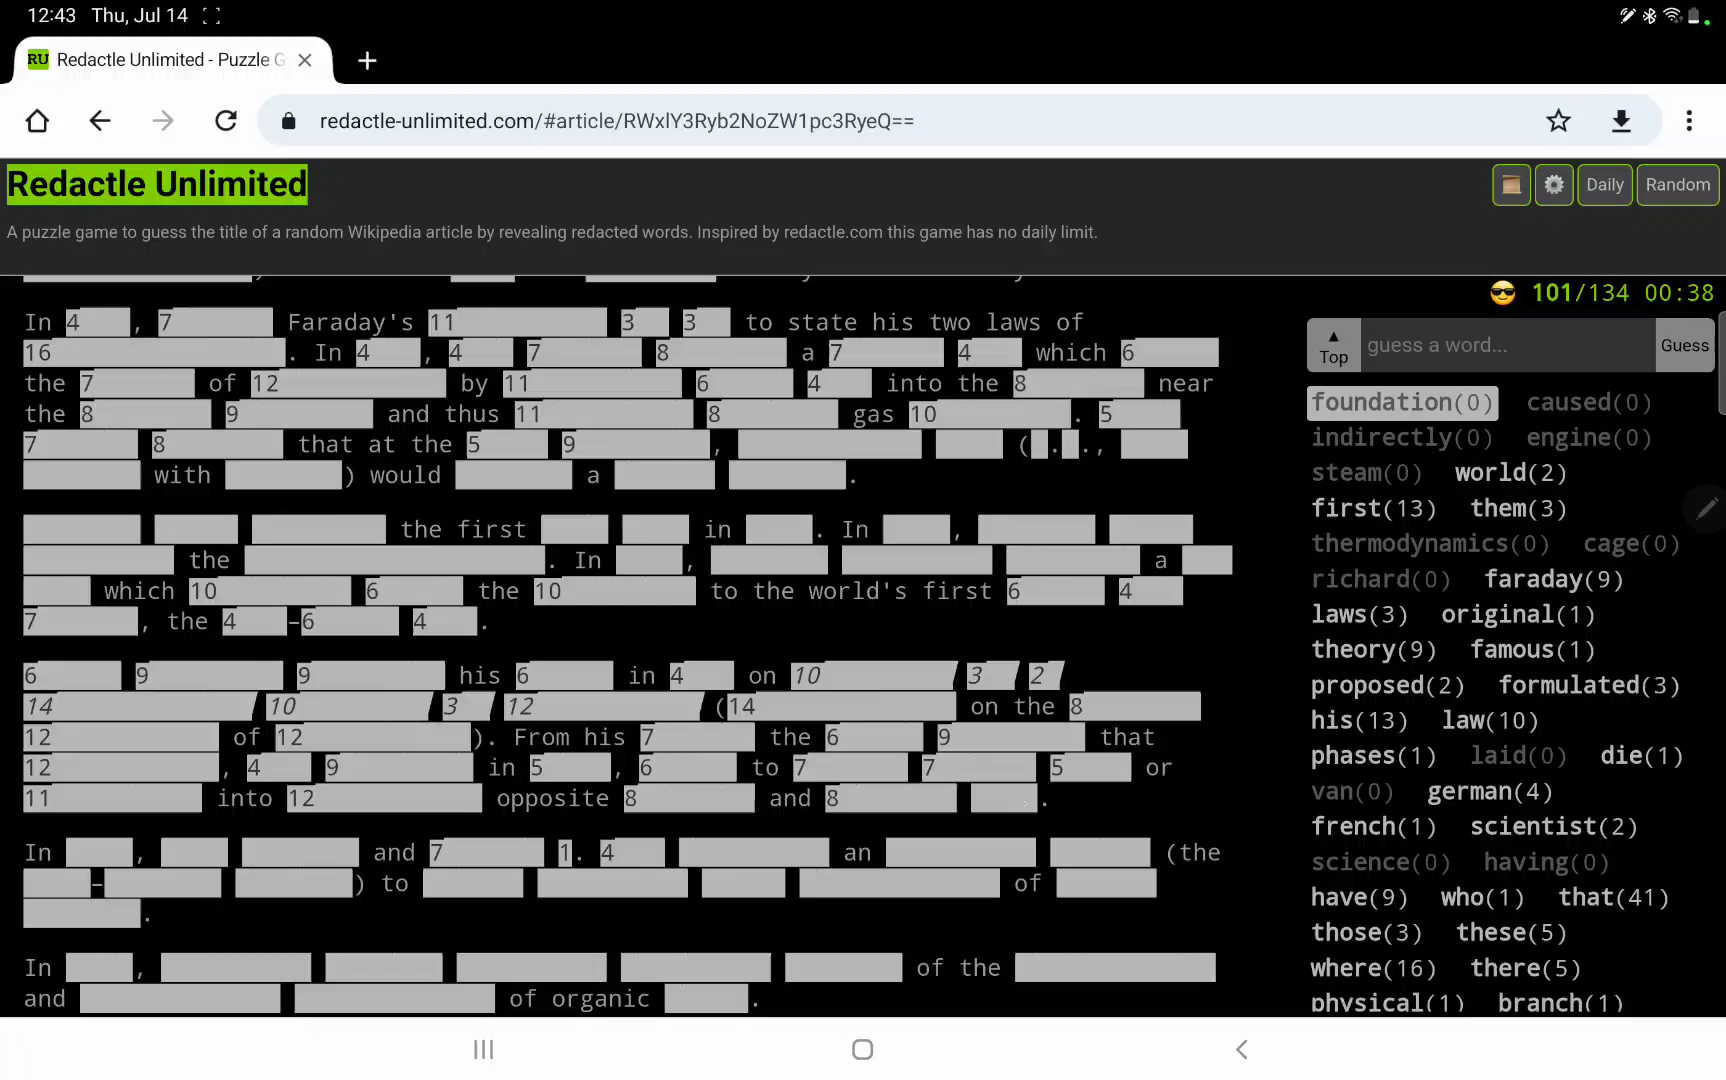 12:43 Thu, Jul 14
RU Redactle Unlimited - Puzzle G
redactle-unlimited.com/#article/RWxlY3Ryb2NoZW1pc3RyeQ==
Redactle Unlimited
Daily Random
A puzzle game to guess the title of a random Wikipedia article by revealing redacted words. Inspired by redactle.com this game has no daily limit.
101/134 00:38
Top guess a word... Guess
In 4, 7 Faraday's 11 3 3 to state his two laws of
16. In 4, 4 7 8 a 7 4 which 6
the 7 of 12 by 11 6 4 into the 8 near
the 8 9 and thus 11 8 gas 10. 5
7 8 that at the 5 9, (..,
with ) would a .
the first in . In ,
the . In , a
which 10 6 the 10 to the world's first 6 4
7, the 4-6 4.
6 9 9 his 6 in 4 on 10 3 2
14 10 3 12 (14 on the 8
12 of 12). From his 7 the 6 9 that
12, 4 9 in 5, 6 to 7 7 5 or
11 into 12 opposite 8 and 8 .
In , and 7 1. 4 an (the
- ) to of
.
In , of the
and of organic .
foundation(0) caused(0)
indirectly(0) engine(0)
steam(0) world(2)
first(13) them(3)
thermodynamics(0) cage(0)
richard(0) faraday(9)
laws(3) original(1)
theory(9) famous(1)
proposed(2) formulated(3)
his(13) law(10)
phases(1) laid(0) die(1)
van(0) german(4)
french(1) scientist(2)
science(0) having(0)
have(9) who(1) that(41)
those(3) these(5)
where(16) there(5)
physical(1) branch(1)